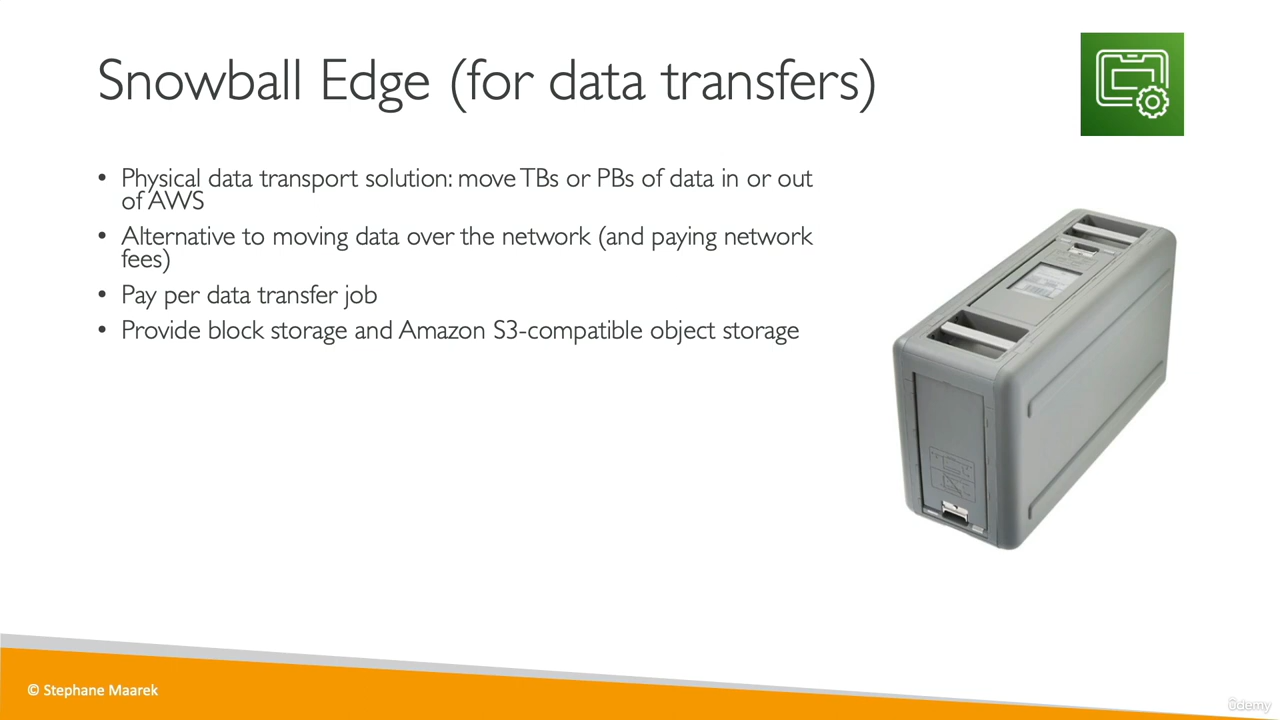 Snowball Edge (for data transfers)
• Physical data transport solution: move TBs or PBs of data in or out
of AWS
• Alternative to moving data over the network (and paying network
fees)
• Pay per data transfer job
• Provide block storage and Amazon S3-compatible object storage
© Stephane Maarek
ûdemy